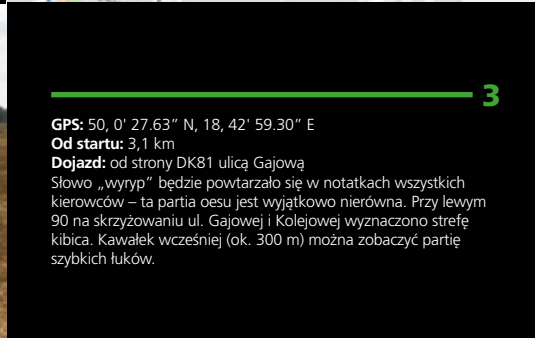 3
GPS: 50, 0' 27.63” N, 18, 42' 59.30” E
Od startu: 3,1 km
Dojazd: od strony DK81 ulicą Gajową
Słowo „wyryp” będzie powtarzało się w notatkach wszystkich
kierowców – ta partia oesu jest wyjątkowo nierówna. Przy lewym
90 na skrzyżowaniu ul. Gajowej i Kolejowej wyznaczono strefę
kibica. Kawałek wcześniej (ok. 300 m) można zobaczyć partię
szybkich łuków.